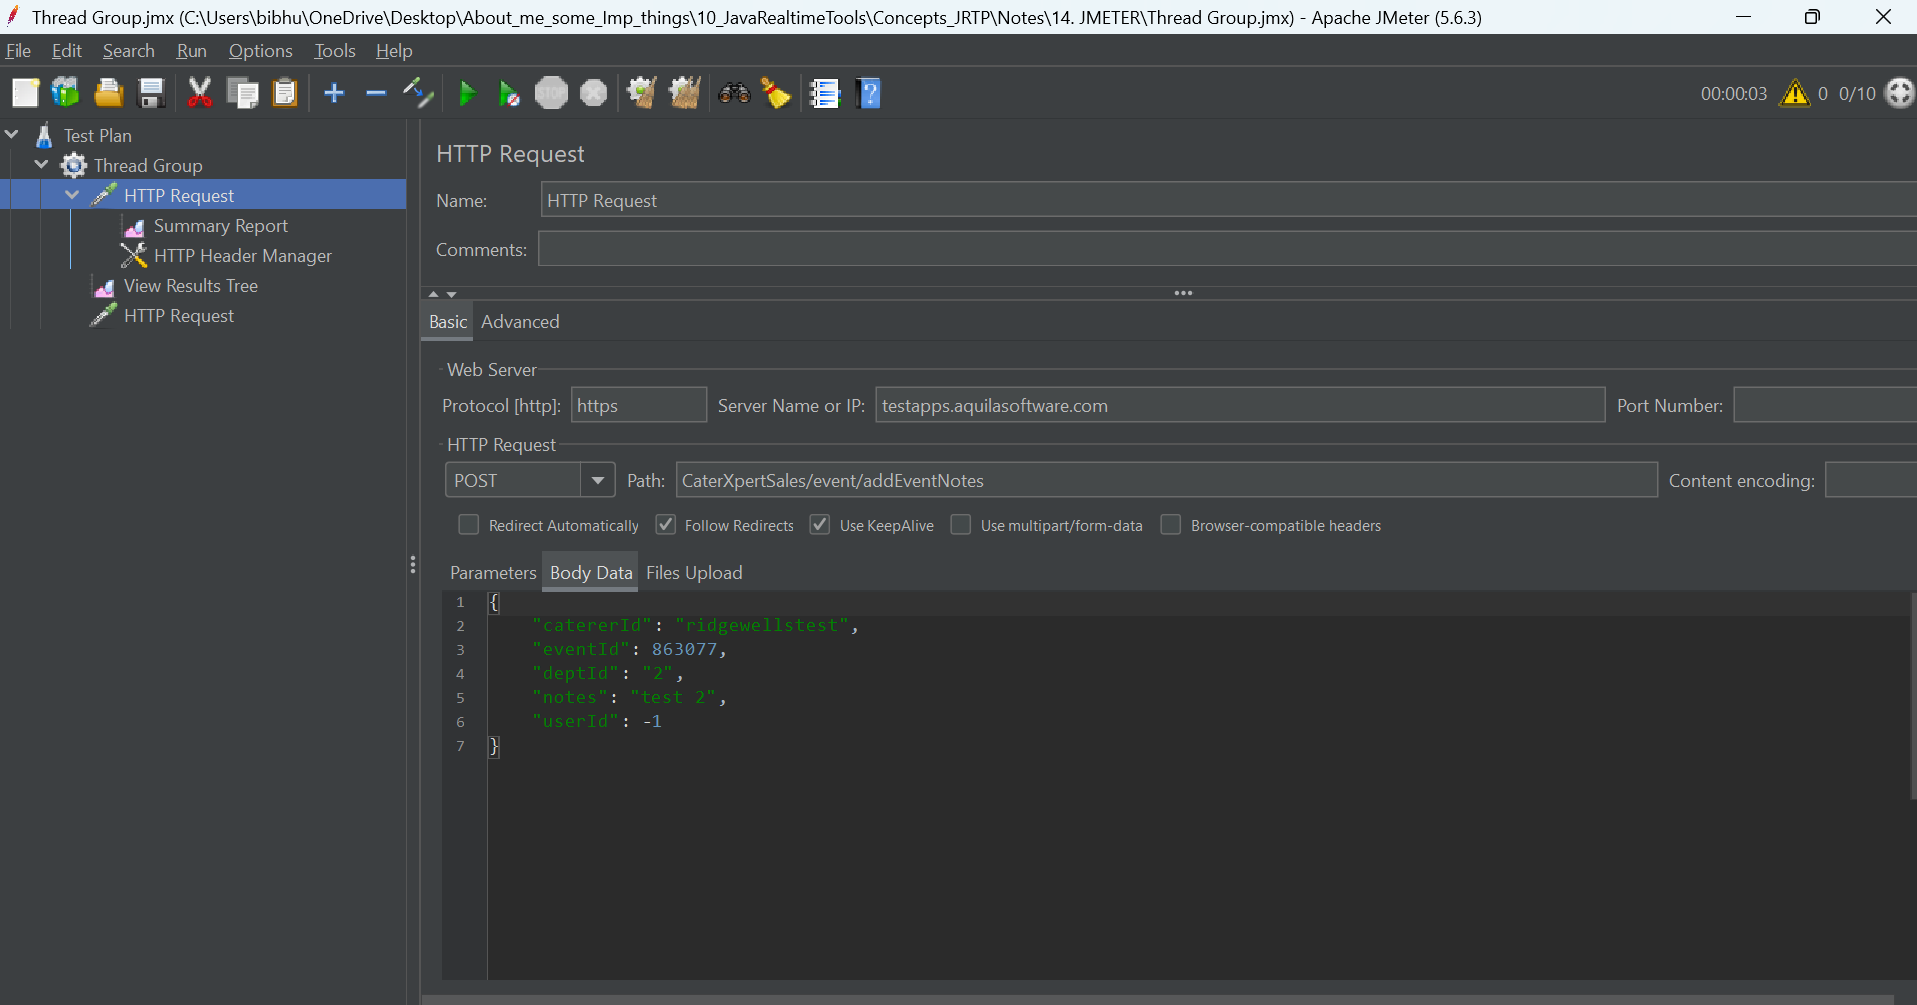 Thread Group.jmx (C:\Users\bibhu\OneDrive\Desktop\About_me_some_Imp_things\10_JavaRealtimeTools\Concepts_JRTP\Notes\14. JMETER\Thread Group.jmx) - Apache JMeter (5.6.3)
File Edit Search Run Options Tools Help
STOP
00:00:03 0 0/10
Test Plan
Thread Group
HTTP Request
Summary Report
HTTP Header Manager
View Results Tree
HTTP Request
HTTP Request
Name: HTTP Request
Comments:
Basic Advanced
Web Server
Protocol [http]: https Server Name or IP: testapps.aquilasoftware.com Port Number:
HTTP Request
POST Path: CaterXpertSales/event/addEventNotes Content encoding:
Redirect Automatically Follow Redirects Use KeepAlive Use multipart/form-data Browser-compatible headers
Parameters Body Data Files Upload
1 {
2 "catererId": "ridgewellstest",
3 "eventId": 863077,
4 "deptId": "2",
5 "notes": "test 2",
6 "userId": -1
7 }